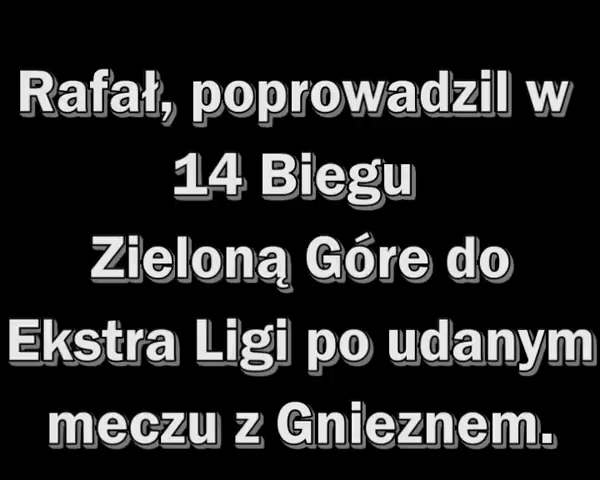 Rafał, poprowadzil w
14 Biegu
Zieloną Góre do
Ekstra Ligi po udanym
meczu z Gnieznem.